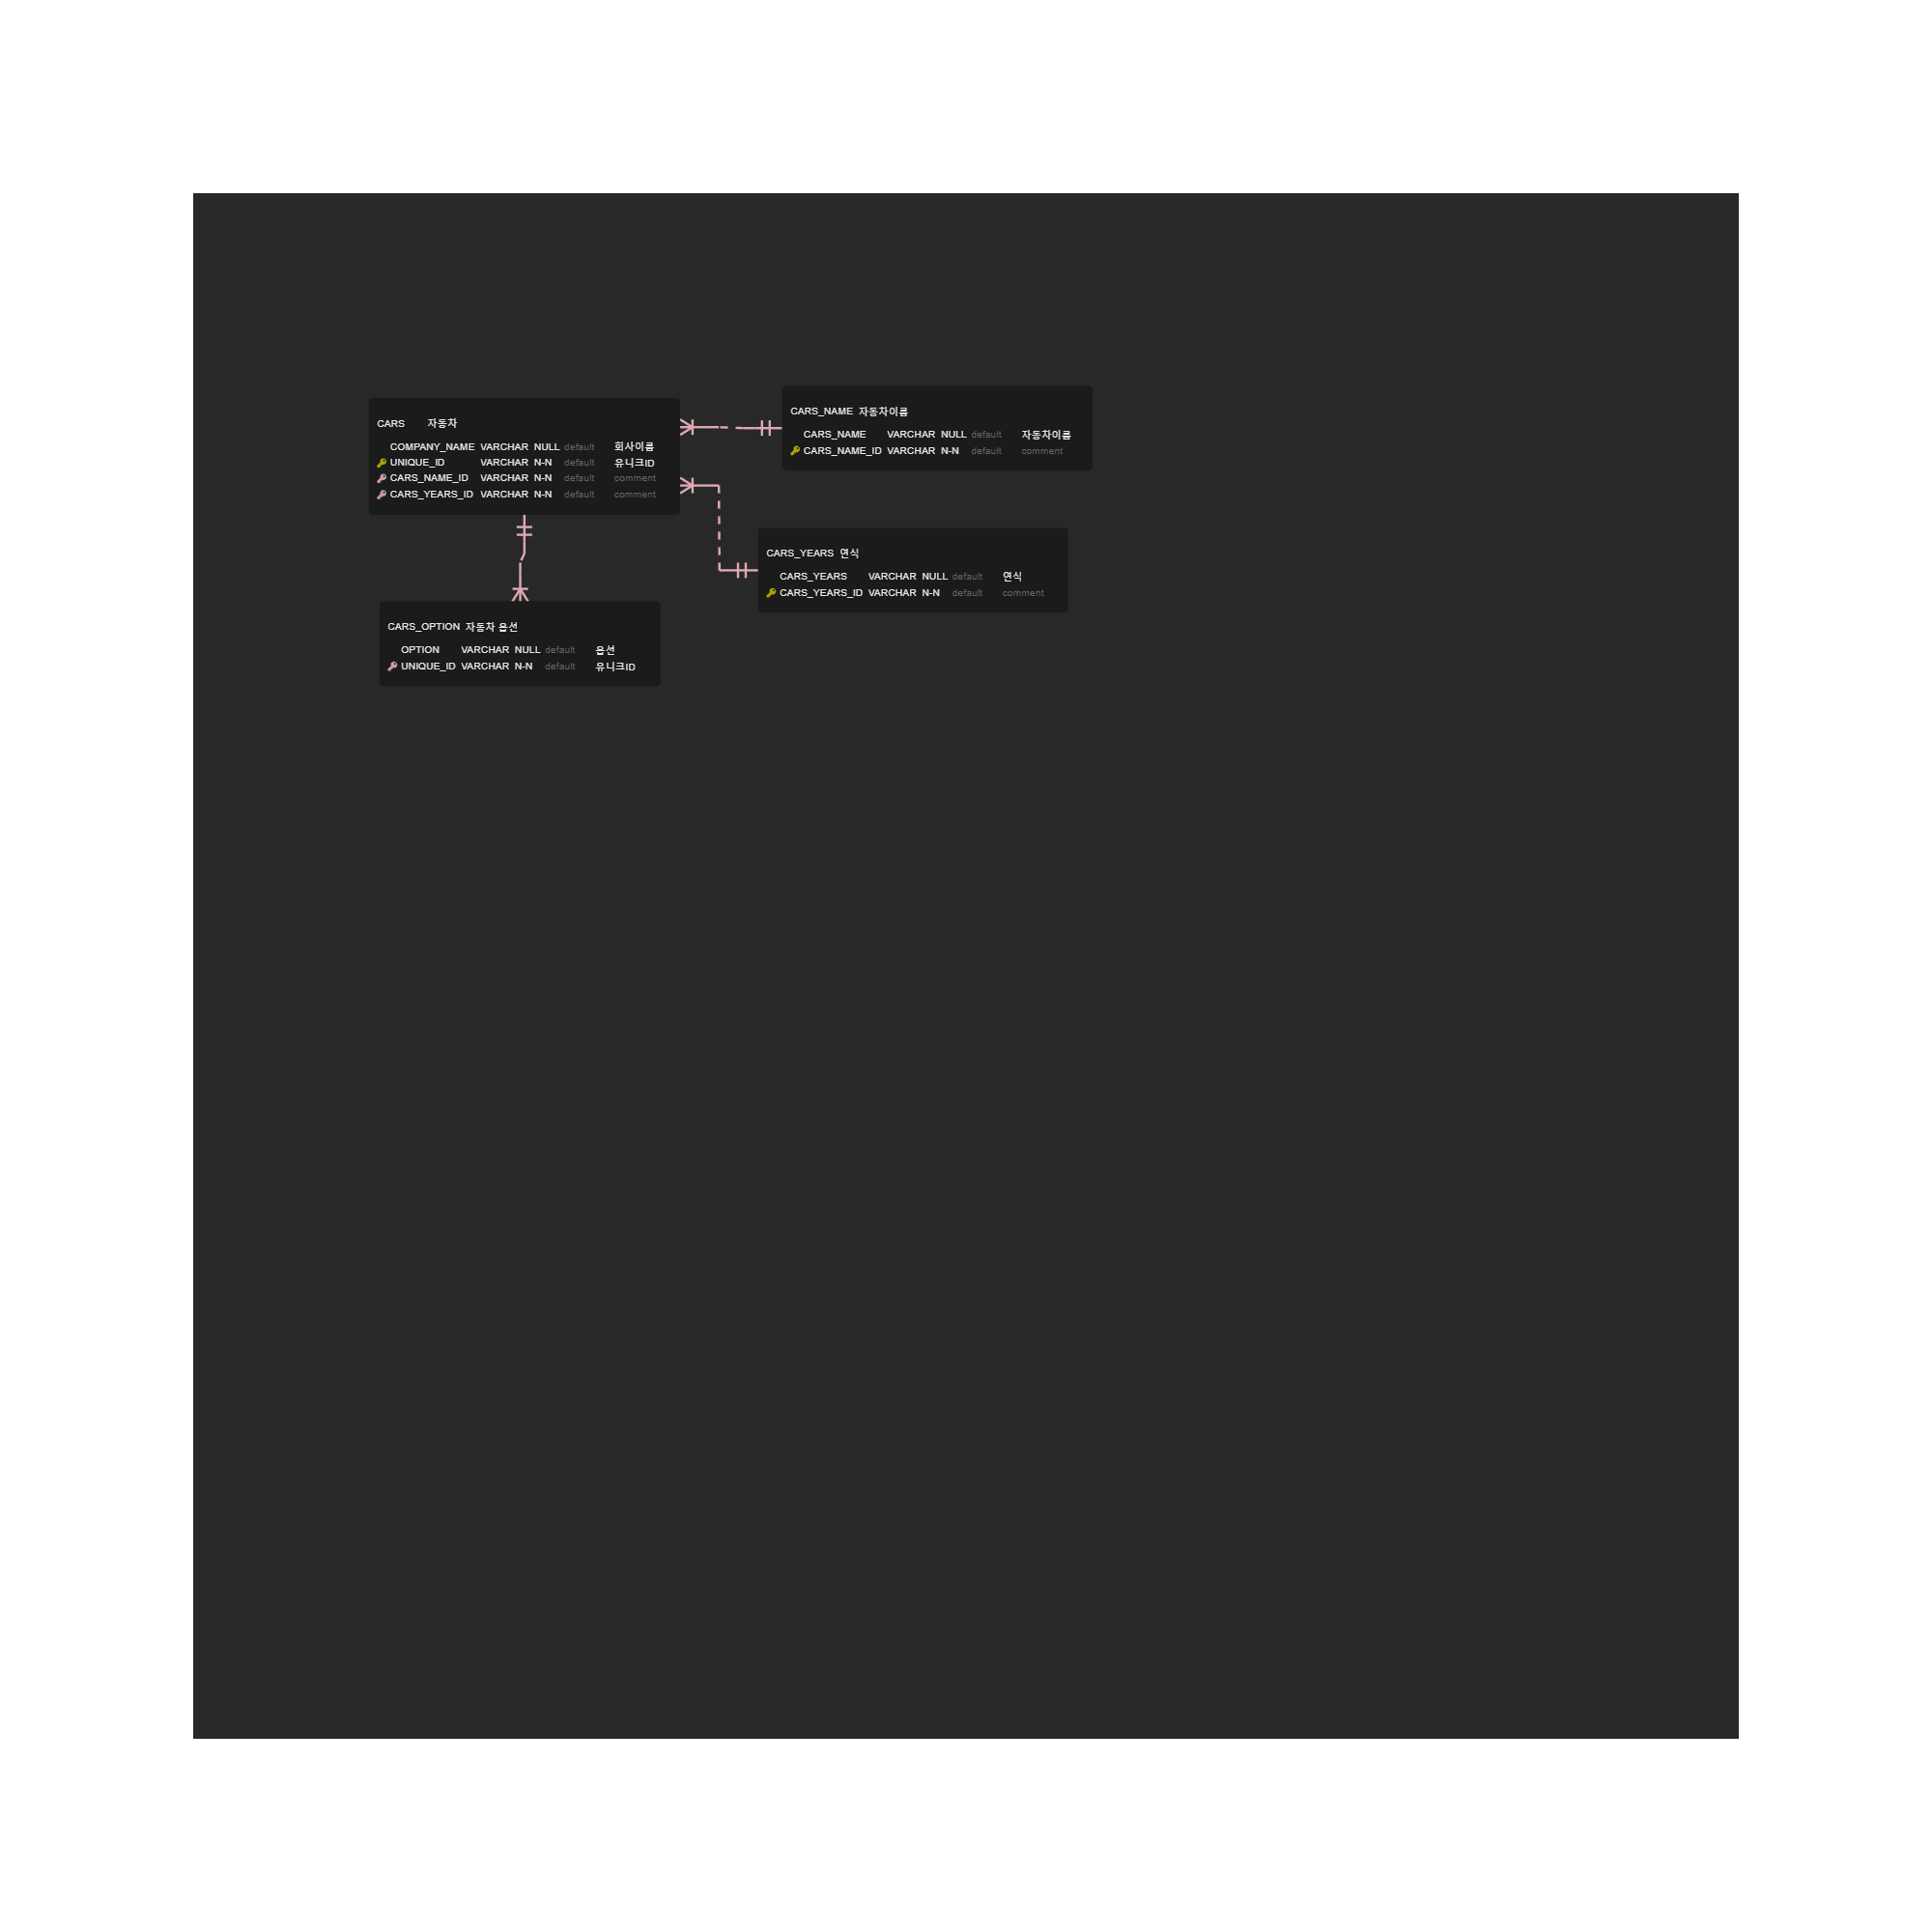 CARS 자동차
COMPANY_NAME VARCHAR NULL default 회사이름
UNIQUE_ID VARCHAR N-N default 유니크ID
CARS_NAME_ID VARCHAR N-N default comment
CARS_YEARS_ID VARCHAR N-N default comment
CARS_NAME 자동차이름
CARS_NAME VARCHAR NULL default 자동차이름
CARS_NAME_ID VARCHAR N-N default comment
CARS_YEARS 연식
CARS_YEARS VARCHAR NULL default 연식
CARS_YEARS_ID VARCHAR N-N default comment
CARS_OPTION 자동차 옵션
OPTION VARCHAR NULL default 옵션
UNIQUE_ID VARCHAR N-N default 유니크ID